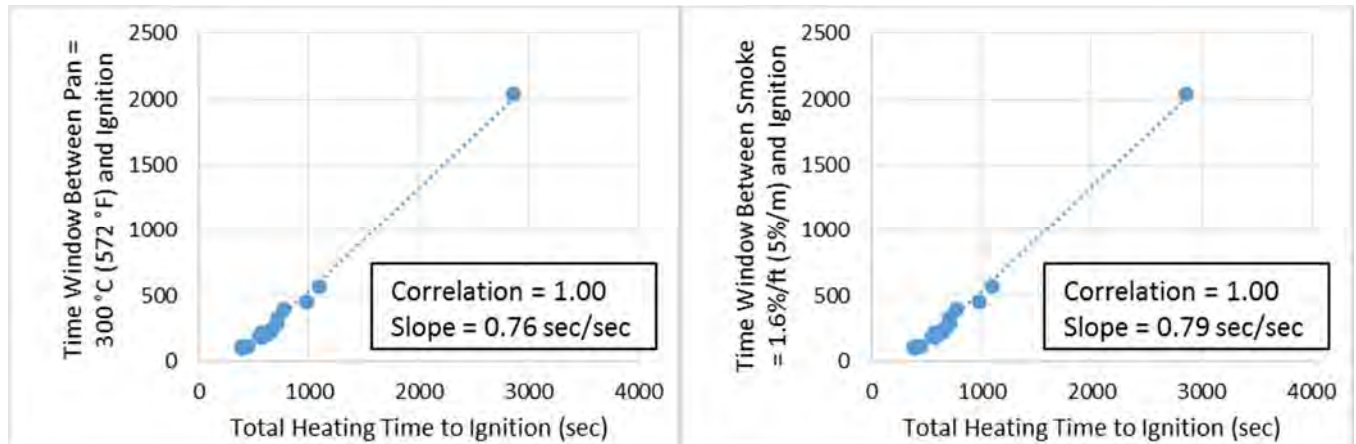 Time Window Between Pan =
300 °C (572 °F) and Ignition
2500
2000
1500
1000
500
0
0 1000 2000 3000 4000
Total Heating Time to Ignition (sec)
Correlation = 1.00
Slope = 0.76 sec/sec
Time Window Between Smoke
= 1.6%/ft (5%/m) and Ignition
2500
2000
1500
1000
500
0
0 1000 2000 3000 4000
Total Heating Time to Ignition (sec)
Correlation = 1.00
Slope = 0.79 sec/sec